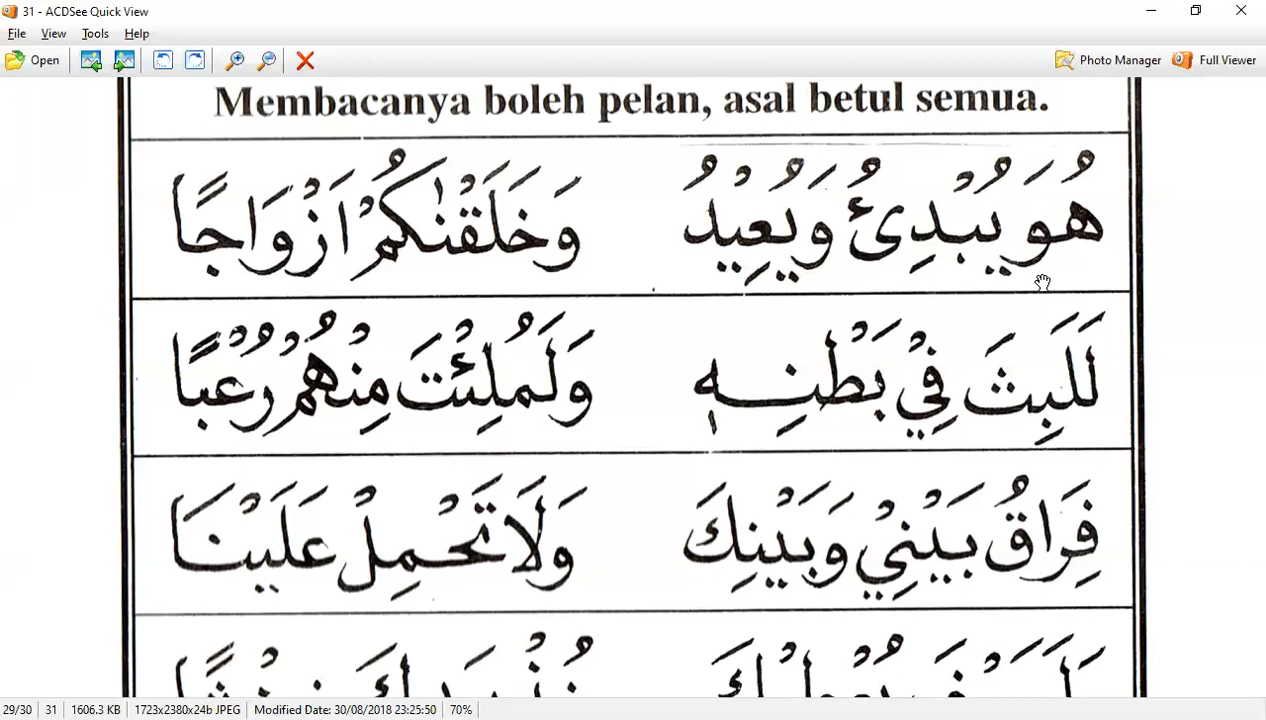 31 - ACDSee Quick View
File View Tools Help
Open Photo Manager Full Viewer
Membacanya boleh pelan, asal betul semua.
هُوَ يُبْدِئُ وَيُعِيْدُ وَخَلَقْنٰكُمْ اَزْوَاجًا
لَلَبِثَ فِيْ بَطْنِهٖ وَلَمُلِئْتَ مِنْهُمْ رُعْبًا
فِرَاقُ بَيْنِيْ وَبَيْنِكَ وَلَا تَحْمِلْ عَلَيْنَا
29/30 31 1606.3 KB 1723x2380x24b JPEG Modified Date: 30/08/2018 23:25:50 70%